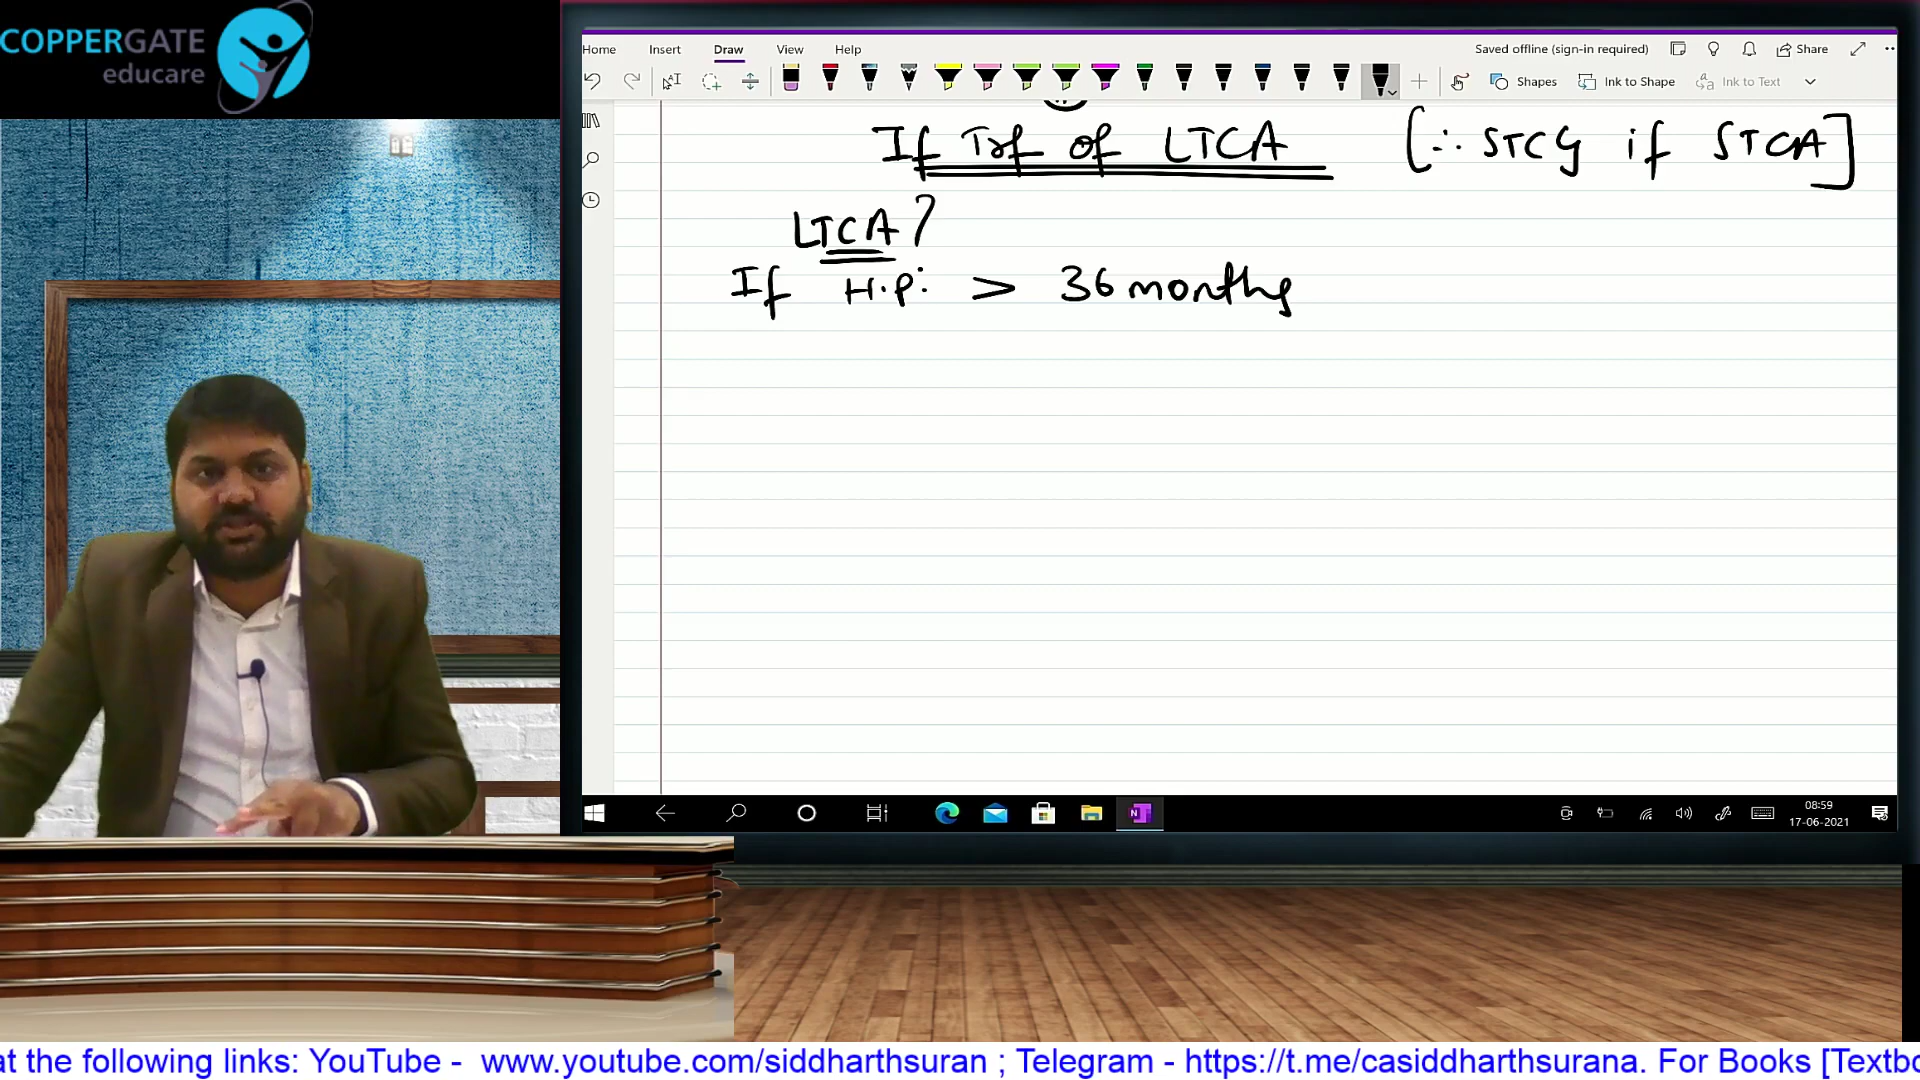 COPPERGATE
educare
Home Insert Draw View Help
Saved offline (sign-in required)
Share
Shapes Ink to Shape Ink to Text
If Trf of LTCA [∴ STCG if STCA]
LTCA?
If H.P. > 36 months
08:59
17-06-2021
at the following links: YouTube - www.youtube.com/siddharthsuran ; Telegram - https://t.me/casiddharthsurana. For Books [Textbo